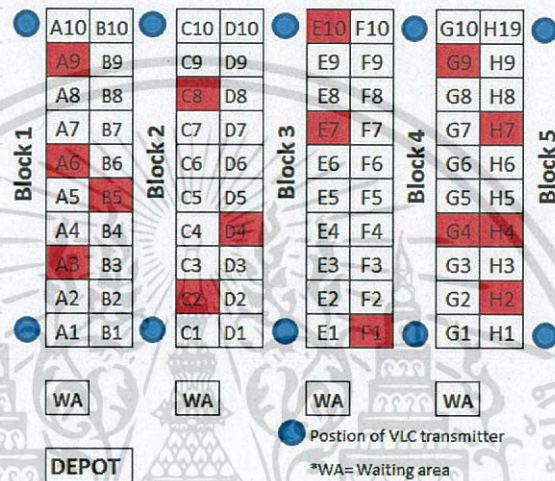 A10 B10 C10 D10 E10 F10 G10 H19
A9 B9 C9 D9 E9 F9 G9 H9
A8 B8 C8 D8 E8 F8 G8 H8
A7 B7 C7 D7 E7 F7 G7 H7
A6 B6 C6 D6 E6 F6 G6 H6
A5 B5 C5 D5 E5 F5 G5 H5
A4 B4 C4 D4 E4 F4 G4 H4
A3 B3 C3 D3 E3 F3 G3 H3
A2 B2 C2 D2 E2 F2 G2 H2
A1 B1 C1 D1 E1 F1 G1 H1
Block 1
Block 2
Block 3
Block 4
Block 5
WA WA WA WA
Postion of VLC transmitter
DEPOT
*WA= Waiting area